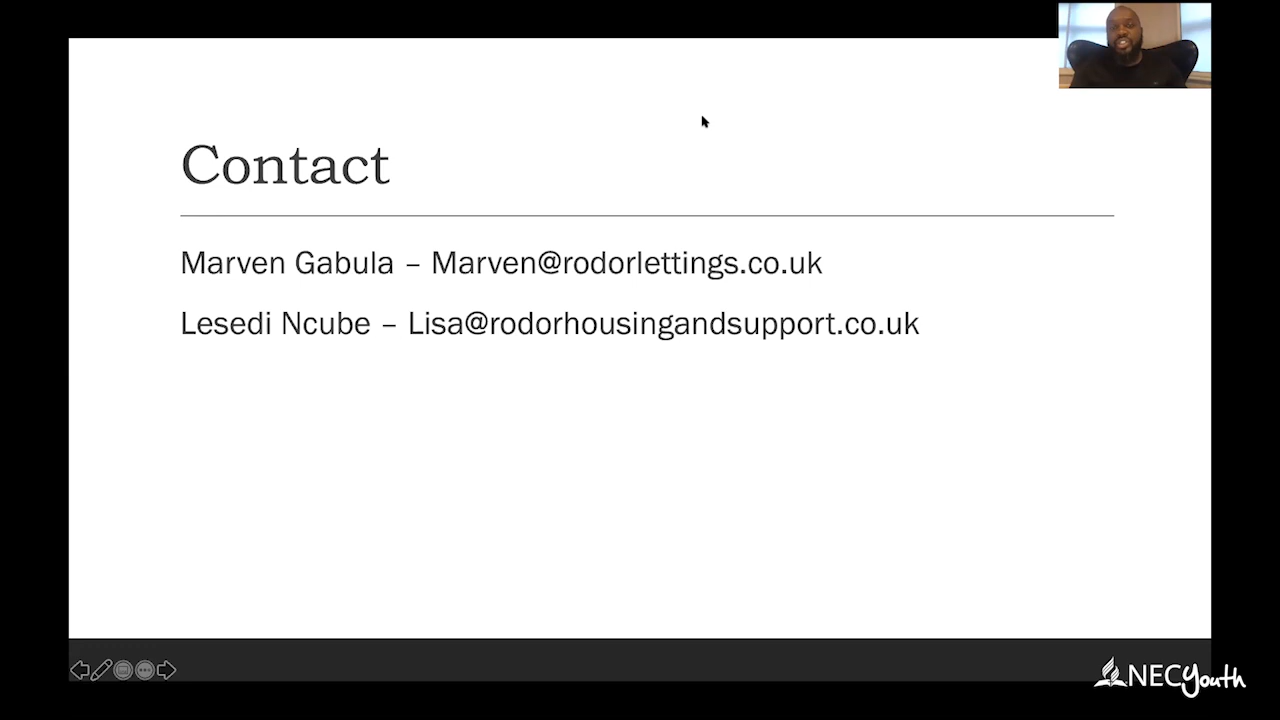 Contact
Marven Gabula – Marven@rodorlettings.co.uk
Lesedi Ncube – Lisa@rodorhousingandsupport.co.uk
NECYouth